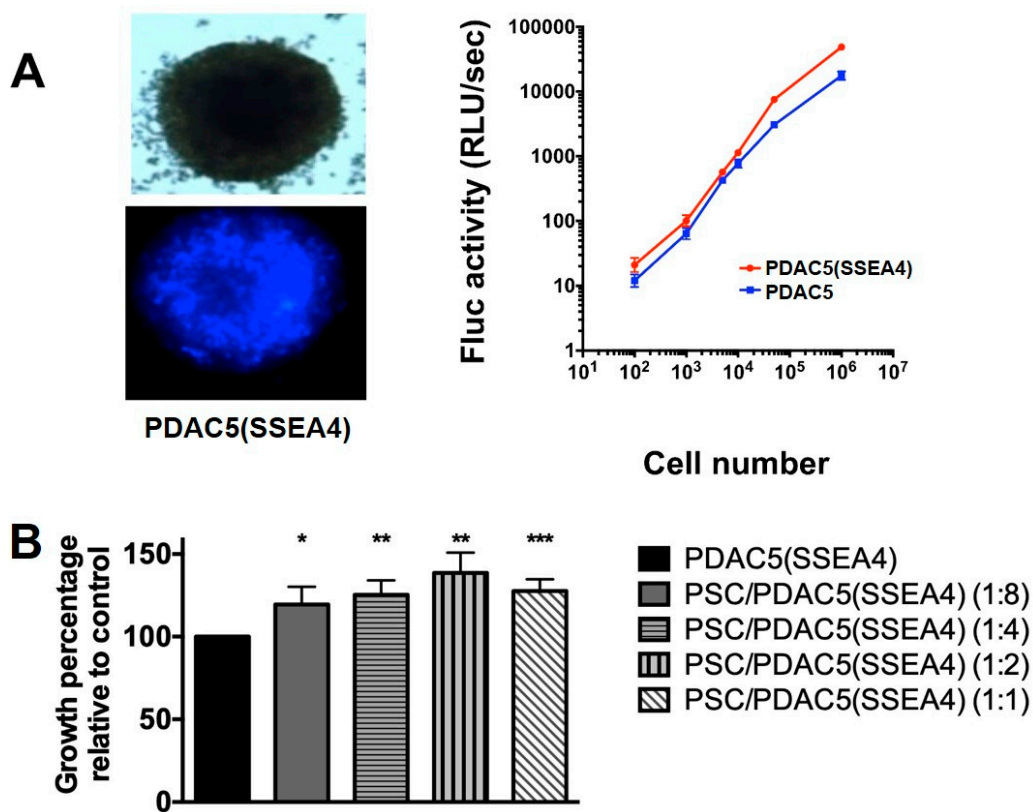 A
PDAC5(SSEA4)
Fluc activity (RLU/sec)
100000
10000
1000
100
10
1
10¹ 10² 10³ 10⁴ 10⁵ 10⁶ 10⁷
PDAC5(SSEA4)
PDAC5
Cell number
B
Growth percentage
relative to control
150
100
50
0
* ** ** ***
PDAC5(SSEA4)
PSC/PDAC5(SSEA4) (1:8)
PSC/PDAC5(SSEA4) (1:4)
PSC/PDAC5(SSEA4) (1:2)
PSC/PDAC5(SSEA4) (1:1)